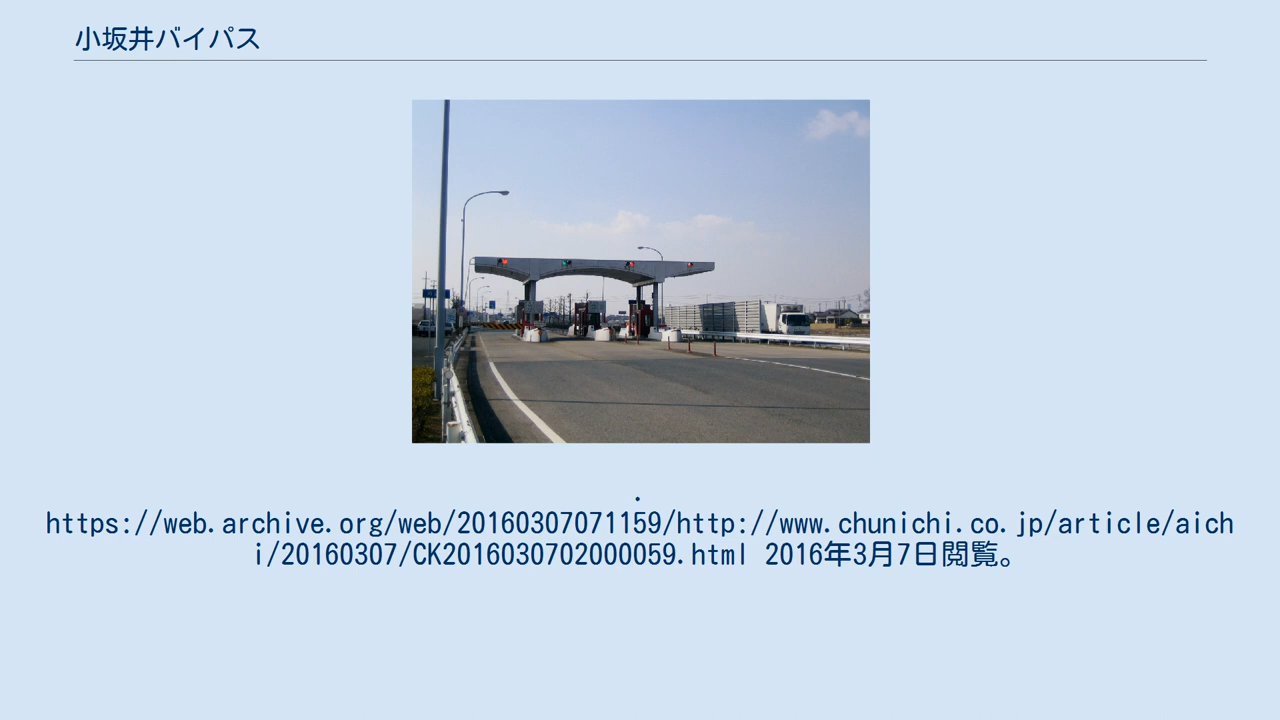 小坂井バイパス
.
https://web.archive.org/web/20160307071159/http://www.chunichi.co.jp/article/aich
i/20160307/CK2016030702000059.html 2016年3月7日閲覧。